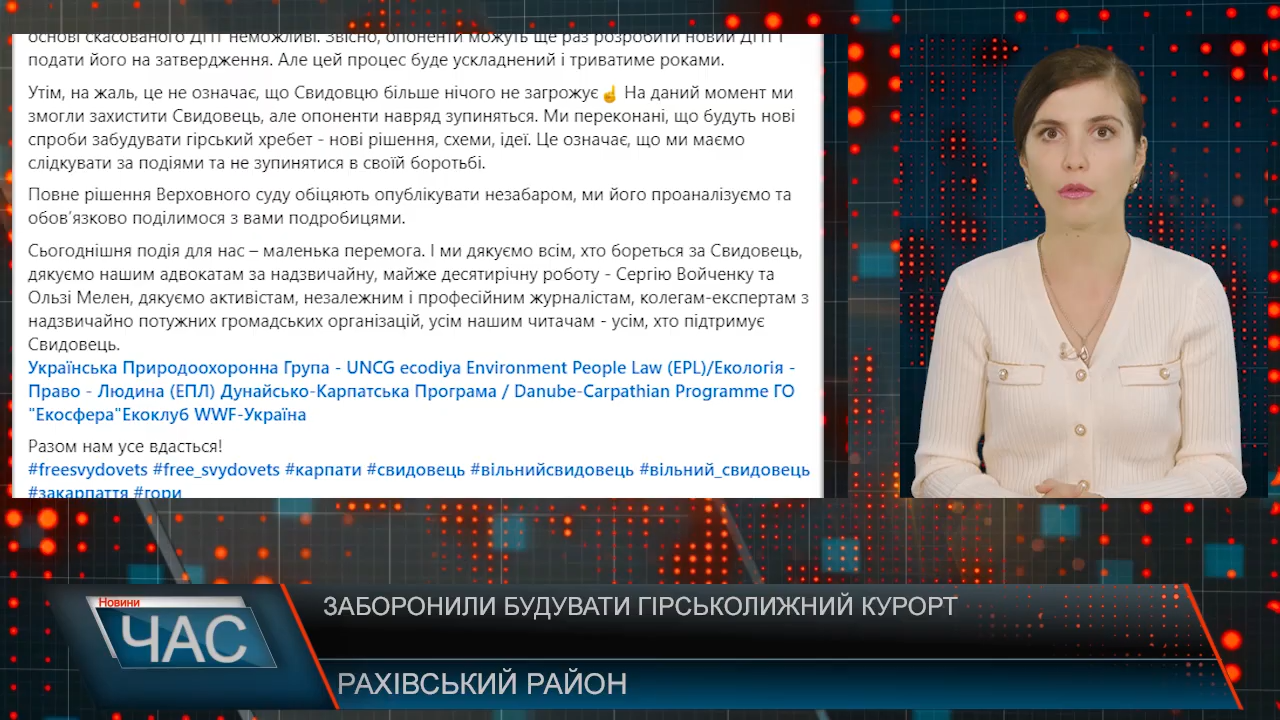 основі скасованого ДПТ неможливі. Звісно, опоненти можуть ще раз розробити новий ДПТ і
подати його на затвердження. Але цей процес буде ускладнений і триватиме роками.
Утім, на жаль, це не означає, що Свидовцю більше нічого не загрожує☝ На даний момент ми
змогли захистити Свидовець, але опоненти навряд зупиняться. Ми переконані, що будуть нові
спроби забудувати гірський хребет - нові рішення, схеми, ідеї. Це означає, що ми маємо
слідкувати за подіями та не зупинятися в своїй боротьбі.
Повне рішення Верховного суду обіцяють опублікувати незабаром, ми його проаналізуємо та
обов’язково поділимося з вами подробицями.
Сьогоднішня подія для нас – маленька перемога. І ми дякуємо всім, хто бореться за Свидовець,
дякуємо нашим адвокатам за надзвичайну, майже десятирічну роботу - Сергію Войченку та
Ользі Мелен, дякуємо активістам, незалежним і професійним журналістам, колегам-експертам з
надзвичайно потужних громадських організацій, усім нашим читачам - усім, хто підтримує
Свидовець.
Українська Природоохоронна Група - UNCG ecodiya Environment People Law (EPL)/Екологія -
Право - Людина (ЕПЛ) Дунайсько-Карпатська Програма / Danube-Carpathian Programme ГО
"Екосфера"Екоклуб WWF-Україна
Разом нам усе вдасться!
#freesvydovets #free_svydovets #карпати #свидовець #вільнийсвидовець #вільний_свидовець
#закарпаття #гори
Новини
ЧАС
ЗАБОРОНИЛИ БУДУВАТИ ГІРСЬКОЛИЖНИЙ КУРОРТ
РАХІВСЬКИЙ РАЙОН